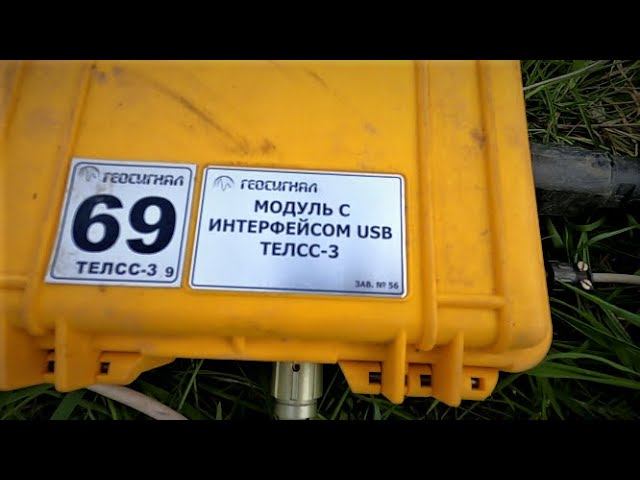 ГЕОСИГНАЛ
69
ТЕЛСС-3 9
ГЕОСИГНАЛ
МОДУЛЬ С
ИНТЕРФЕЙСОМ USB
ТЕЛСС-3
ЗАВ. № 56